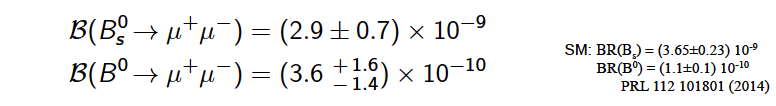 B(B⁰ₛ → μ⁺μ⁻) = (2.9 ± 0.7) × 10⁻⁹
B(B⁰ → μ⁺μ⁻) = (3.6 +1.6 −1.4) × 10⁻¹⁰
SM: BR(Bₛ) = (3.65±0.23) 10⁻⁹
BR(B⁰) = (1.1±0.1) 10⁻¹⁰
PRL 112 101801 (2014)